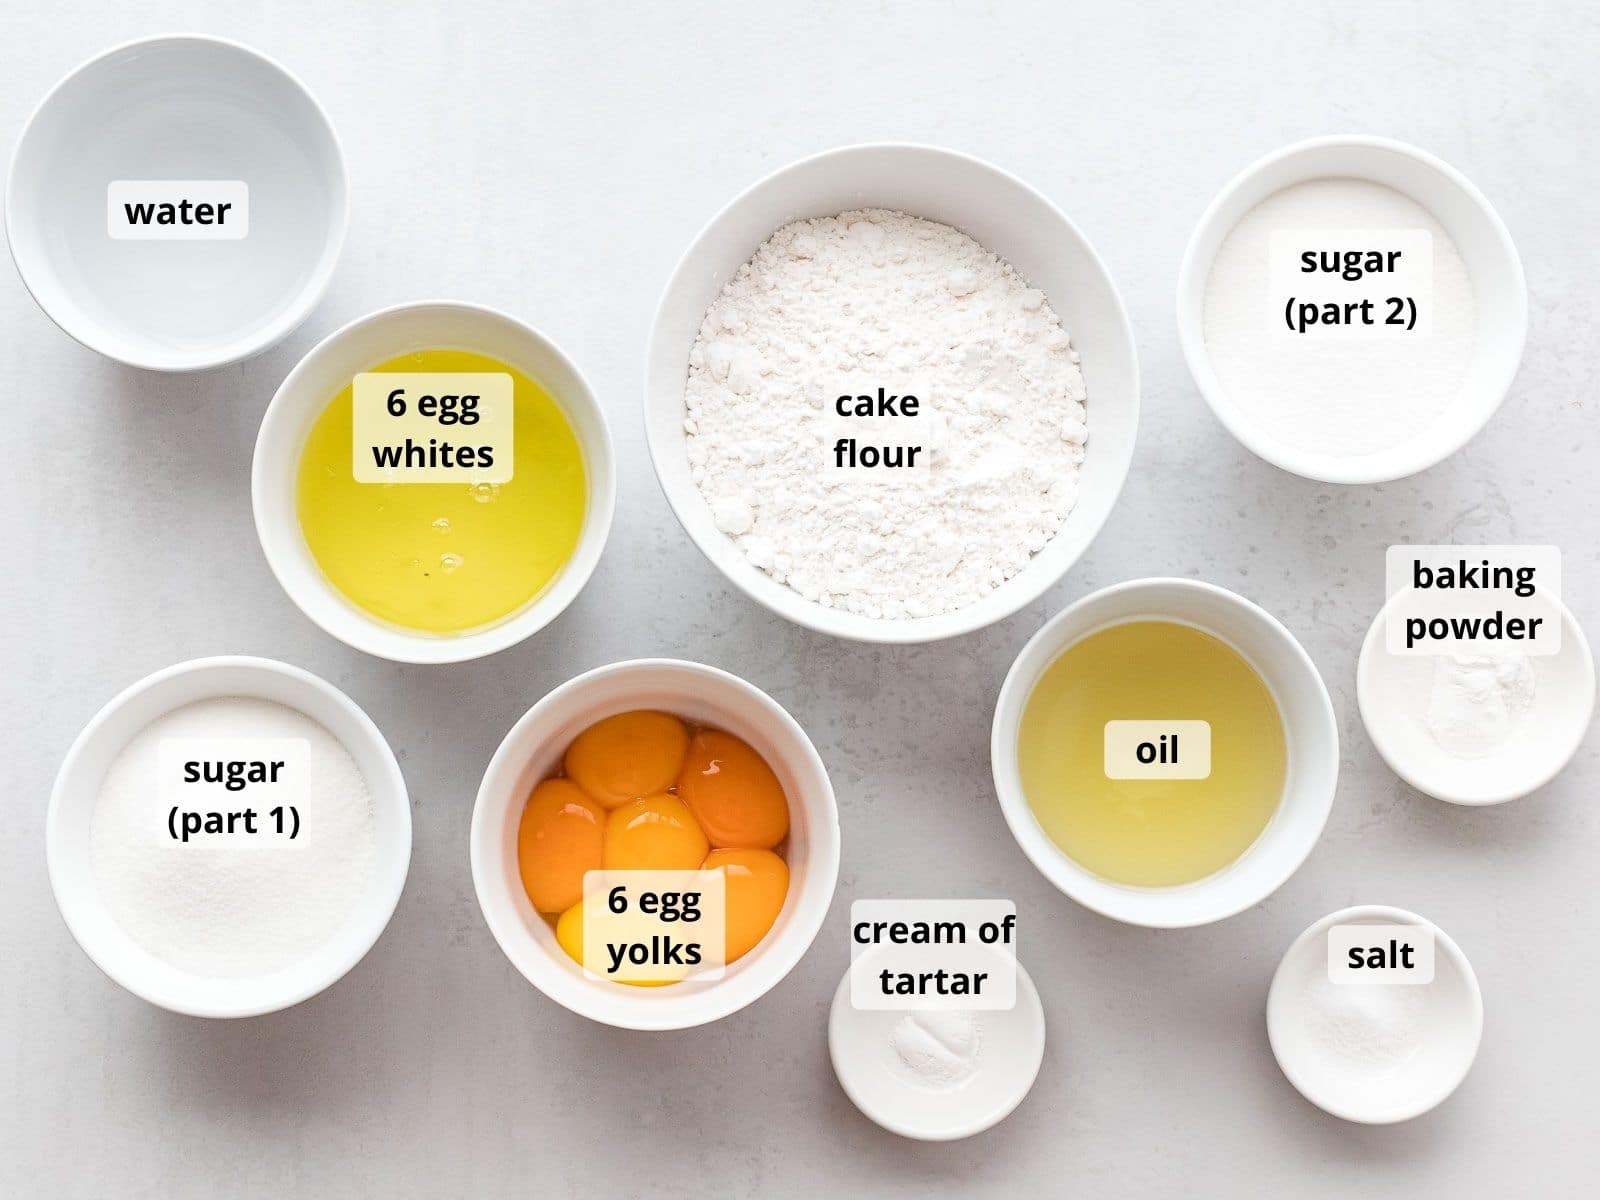 water
6 egg
whites
cake
flour
sugar
(part 2)
baking
powder
sugar
(part 1)
6 egg
yolks
oil
cream of
tartar
salt